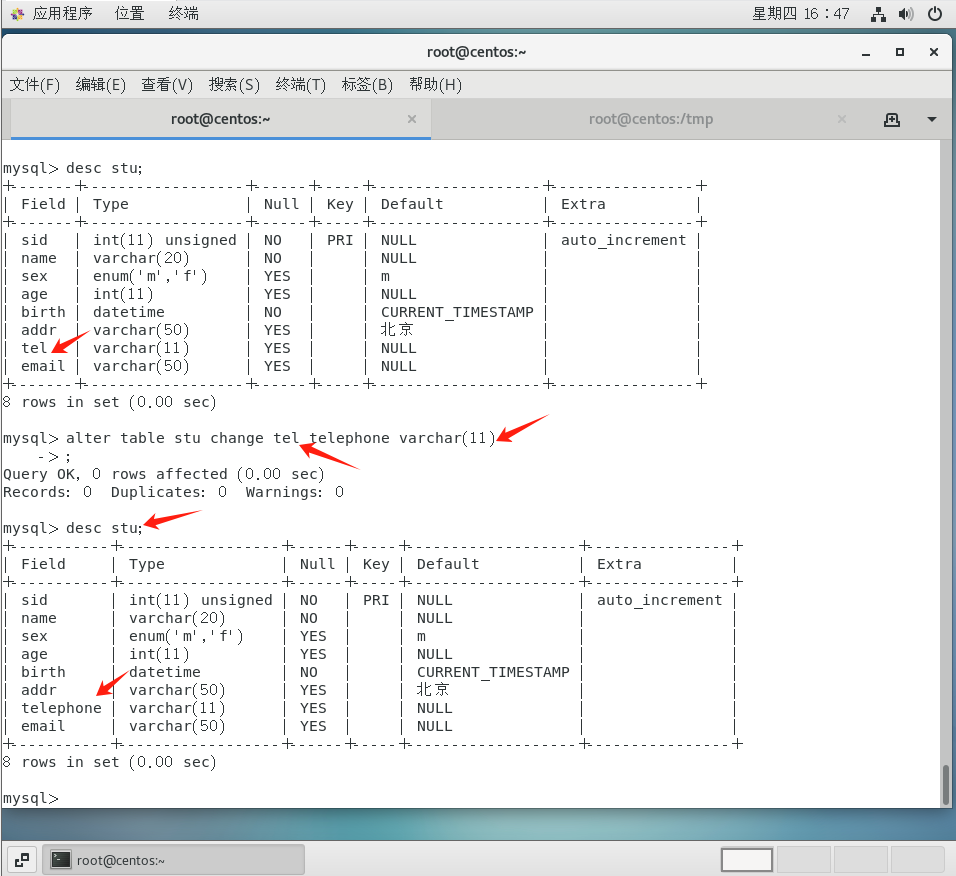 应用程序 位置 终端 星期四 16：47
root@centos:~
文件(F) 编辑(E) 查看(V) 搜索(S) 终端(T) 标签(B) 帮助(H)
root@centos:~ × root@centos:/tmp ×
mysql> desc stu;
+-------+------------------+------+-----+-------------------+----------------+
| Field | Type | Null | Key | Default | Extra |
+-------+------------------+------+-----+-------------------+----------------+
| sid | int(11) unsigned | NO | PRI | NULL | auto_increment |
| name | varchar(20) | NO | | NULL | |
| sex | enum('m','f') | YES | | m | |
| age | int(11) | YES | | NULL | |
| birth | datetime | NO | | CURRENT_TIMESTAMP | |
| addr | varchar(50) | YES | | 北京 | |
| tel | varchar(11) | YES | | NULL | |
| email | varchar(50) | YES | | NULL | |
+-------+------------------+------+-----+-------------------+----------------+
8 rows in set (0.00 sec)
mysql> alter table stu change tel telephone varchar(11)
-> ;
Query OK, 0 rows affected (0.00 sec)
Records: 0 Duplicates: 0 Warnings: 0
mysql> desc stu;
+-----------+------------------+------+-----+-------------------+----------------+
| Field | Type | Null | Key | Default | Extra |
+-----------+------------------+------+-----+-------------------+----------------+
| sid | int(11) unsigned | NO | PRI | NULL | auto_increment |
| name | varchar(20) | NO | | NULL | |
| sex | enum('m','f') | YES | | m | |
| age | int(11) | YES | | NULL | |
| birth | datetime | NO | | CURRENT_TIMESTAMP | |
| addr | varchar(50) | YES | | 北京 | |
| telephone | varchar(11) | YES | | NULL | |
| email | varchar(50) | YES | | NULL | |
+-----------+------------------+------+-----+-------------------+----------------+
8 rows in set (0.00 sec)
mysql>
root@centos:~